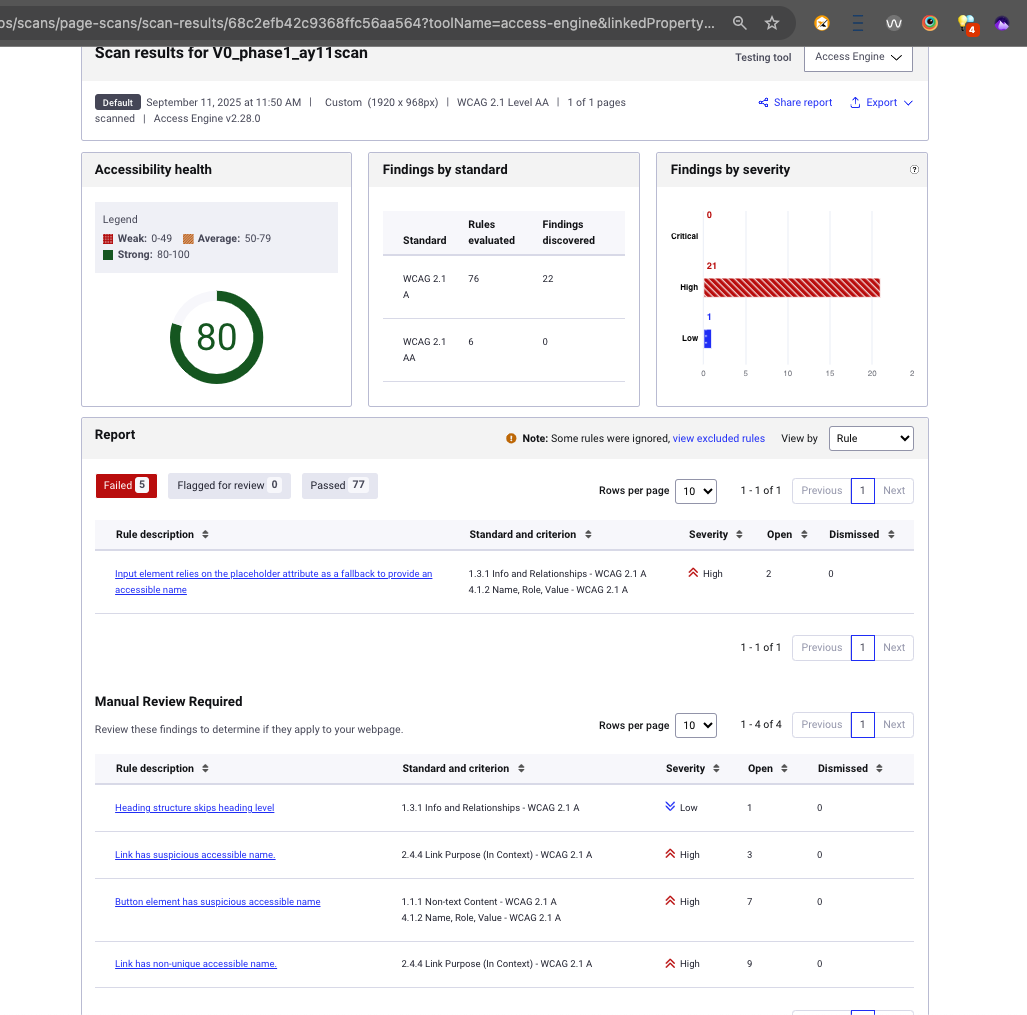 os/scans/page-scans/scan-results/68c2efb42c9368ffc56aa564?toolName=access-engine&linkedProperty...
4
Scan results for V0_phase1_ay11scan
Testing tool
Access Engine
Default September 11, 2025 at 11:50 AM | Custom (1920 x 968px) | WCAG 2.1 Level AA | 1 of 1 pages
scanned | Access Engine v2.28.0
Share report
Export
Accessibility health
Legend
Weak: 0-49 Average: 50-79
Strong: 80-100
80
Findings by standard
Standard Rules evaluated Findings discovered
WCAG 2.1 A 76 22
WCAG 2.1 AA 6 0
Findings by severity
?
0
Critical
21
High
1
Low
0 5 10 15 20 2
Report
Note: Some rules were ignored, view excluded rules
View by Rule
Failed 5 Flagged for review 0 Passed 77
Rows per page 10 1 - 1 of 1 Previous 1 Next
Rule description Standard and criterion Severity Open Dismissed
Input element relies on the placeholder attribute as a fallback to provide an
accessible name
1.3.1 Info and Relationships - WCAG 2.1 A
4.1.2 Name, Role, Value - WCAG 2.1 A
High 2 0
1 - 1 of 1 Previous 1 Next
Manual Review Required
Review these findings to determine if they apply to your webpage.
Rows per page 10 1 - 4 of 4 Previous 1 Next
Rule description Standard and criterion Severity Open Dismissed
Heading structure skips heading level 1.3.1 Info and Relationships - WCAG 2.1 A Low 1 0
Link has suspicious accessible name. 2.4.4 Link Purpose (In Context) - WCAG 2.1 A High 3 0
Button element has suspicious accessible name 1.1.1 Non-text Content - WCAG 2.1 A High 7 0
4.1.2 Name, Role, Value - WCAG 2.1 A
Link has non-unique accessible name. 2.4.4 Link Purpose (In Context) - WCAG 2.1 A High 9 0